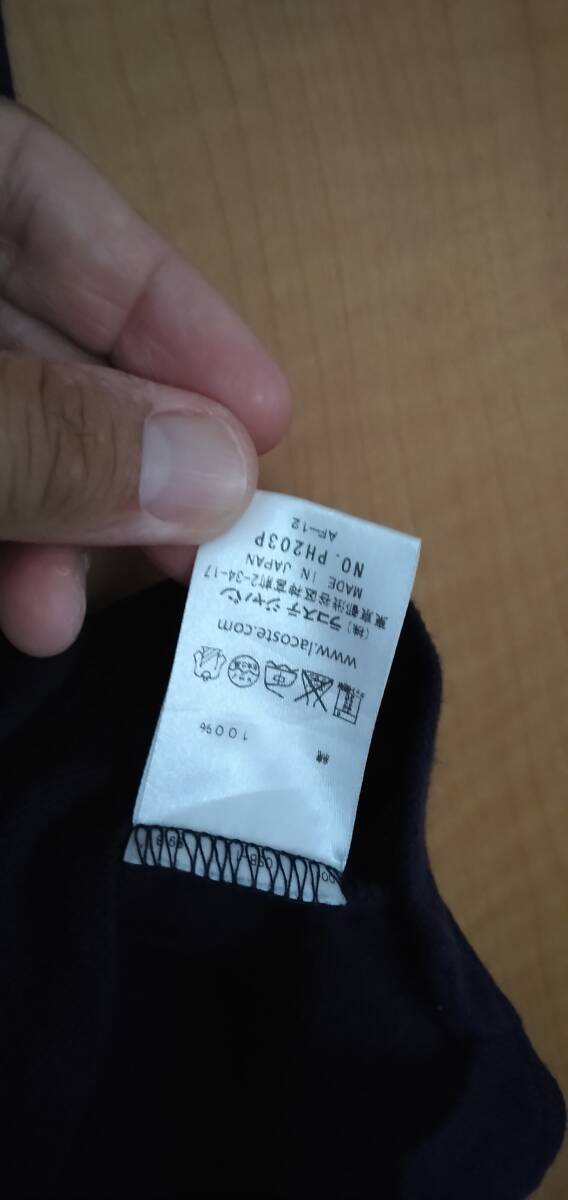 綿 100%
www.lacoste.com
(株)ラコステ ジャパン
東京都渋谷区神宮前2-34-17
MADE IN JAPAN
NO. PH203P
AF-12